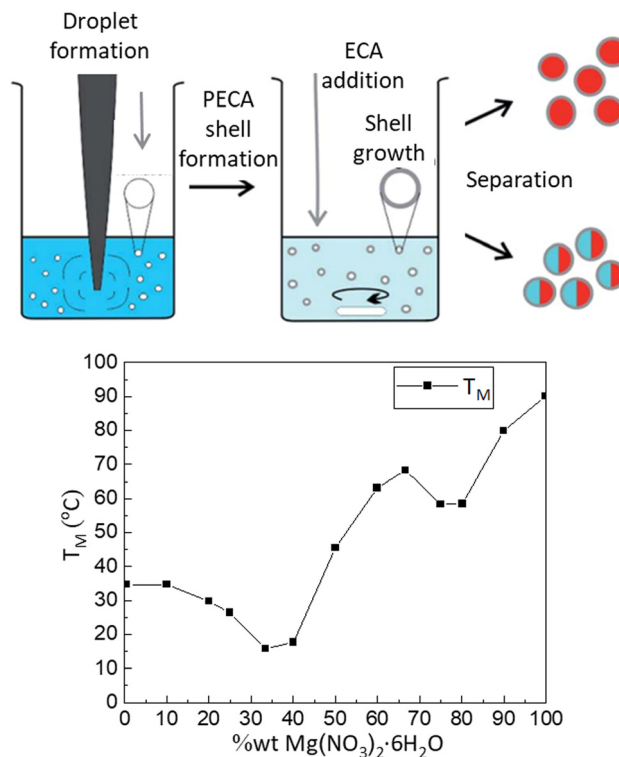 Droplet
formation
PECA
shell
formation
ECA
addition
Shell
growth
Separation
T_M
100
90
80
70
60
50
40
30
20
10
0
T_M (°C)
0 10 20 30 40 50 60 70 80 90 100
%wt Mg(NO₃)₂·6H₂O